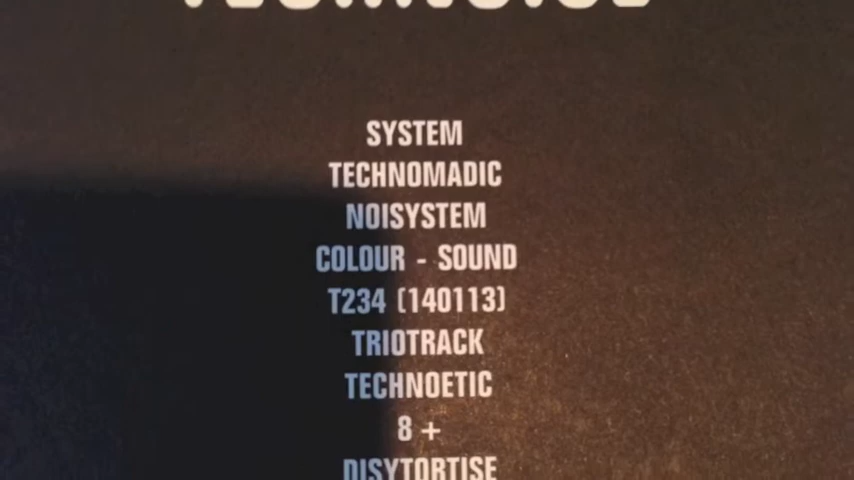 SYSTEM
TECHNOMADIC
NOISYSTEM
COLOUR - SOUND
T234 (140113)
TRIOTRACK
TECHNOETIC
8 +
DISYTORTISE